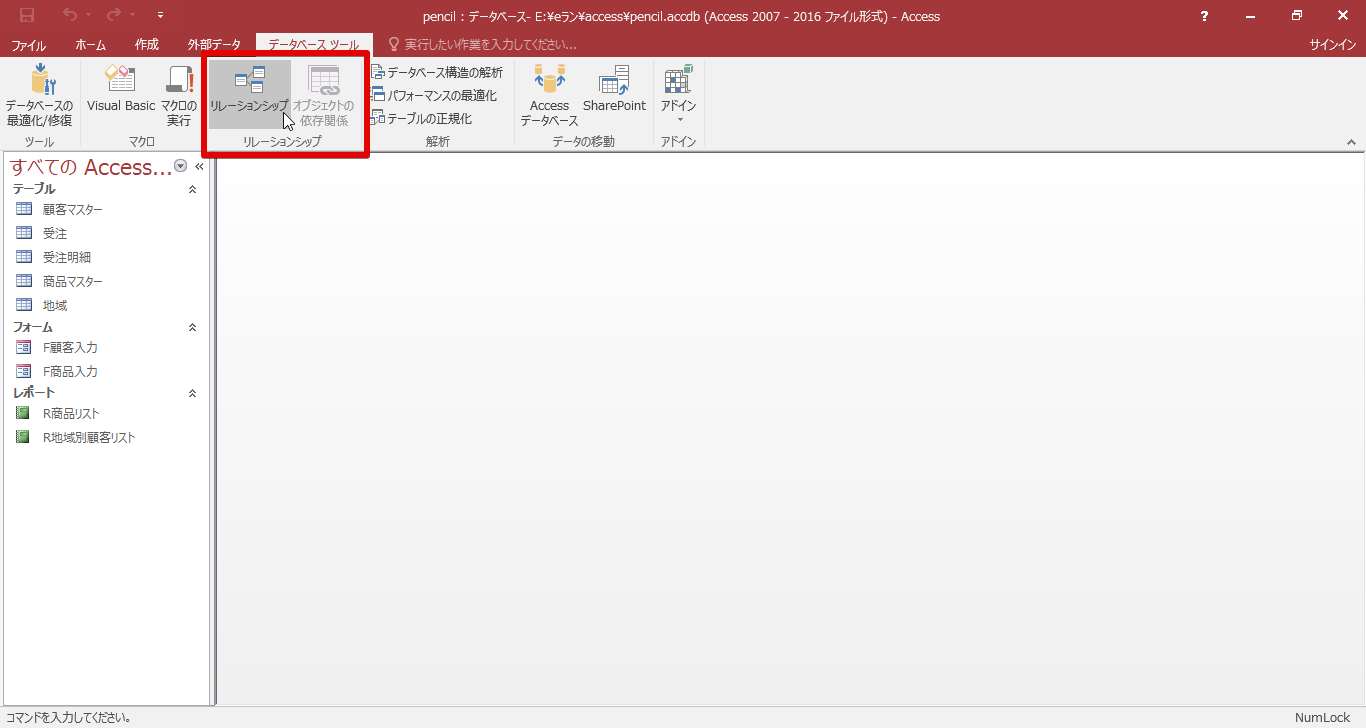 pencil : データベース- E:¥eラン¥access¥pencil.accdb (Access 2007 - 2016 ファイル形式) - Access
?
ファイル ホーム 作成 外部データ データベース ツール 実行したい作業を入力してください... サインイン
データベースの
最適化/修復
ツール
Visual Basic
マクロの
実行
マクロ
リレーションシップ
オブジェクトの
依存関係
リレーションシップ
データベース構造の解析
パフォーマンスの最適化
テーブルの正規化
解析
Access
データベース
SharePoint
データの移動
アドイン
アドイン
すべての Access...
テーブル
顧客マスター
受注
受注明細
商品マスター
地域
フォーム
F顧客入力
F商品入力
レポート
R商品リスト
R地域別顧客リスト
コマンドを入力してください。
NumLock